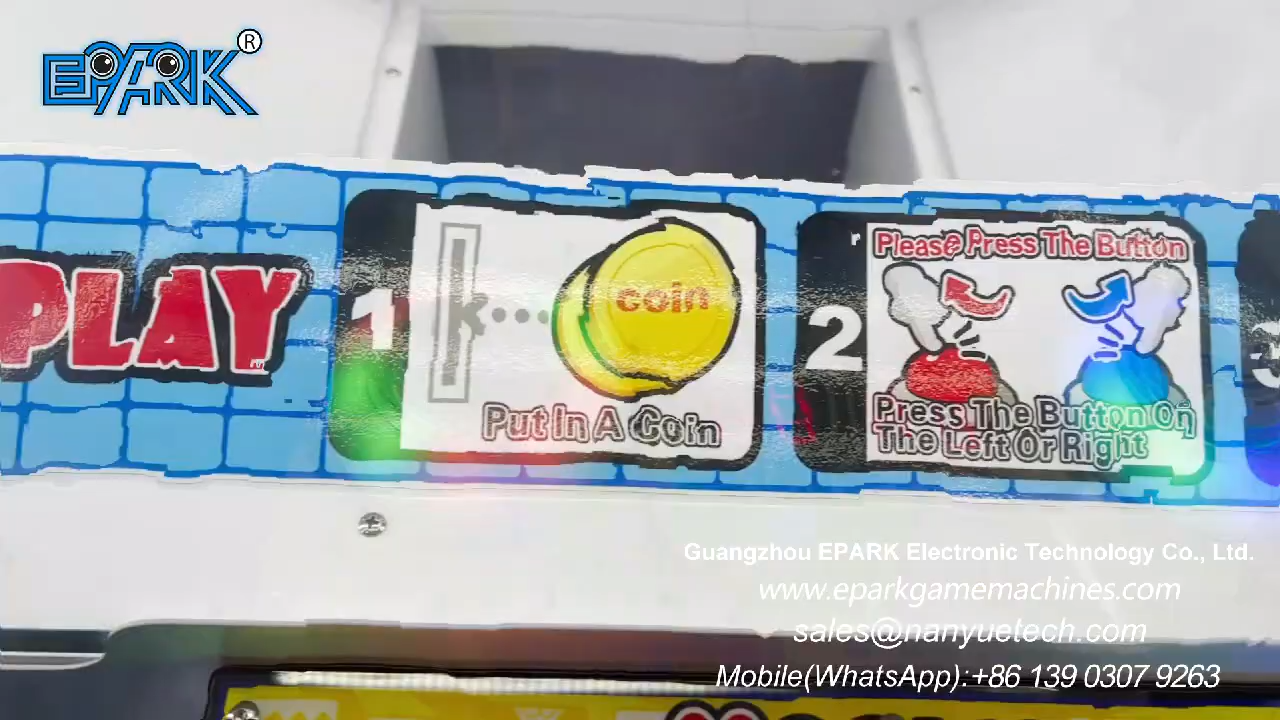 EPARK®
PLAY
1
coin
Put In A Coin
2
Please Press The Button
Press The Button On
The Left Or Right
3
Guangzhou EPARK Electronic Technology Co., Ltd.
www.eparkgamemachines.com
sales@nanyuetech.com
Mobile(WhatsApp):+86 139 0307 9263